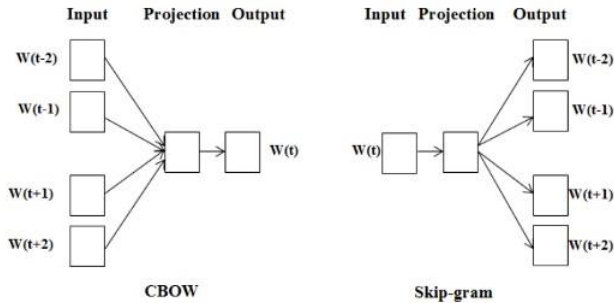 Input Projection Output
W(t-2)
W(t-1)
W(t)
W(t+1)
W(t+2)
CBOW
Input Projection Output
W(t-2)
W(t-1)
W(t)
W(t+1)
W(t+2)
Skip-gram